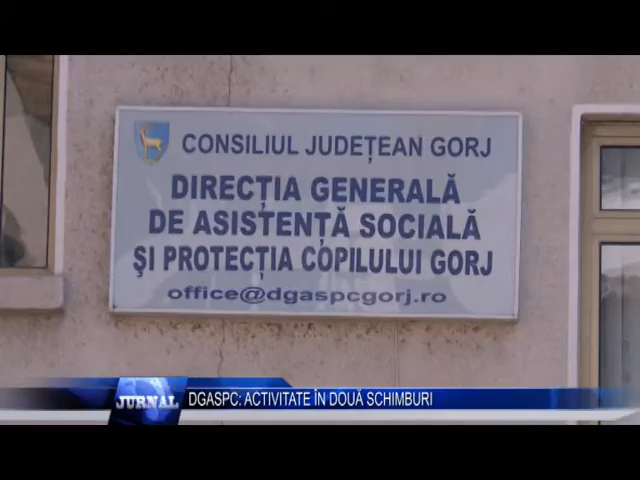 CONSILIUL JUDEȚEAN GORJ
DIRECȚIA GENERALĂ
DE ASISTENȚĂ SOCIALĂ
ŞI PROTECȚIA COPILULUI GORJ
office@dgaspcgorj.ro
JURNAL
DGASPC: ACTIVITATE ÎN DOUĂ SCHIMBURI